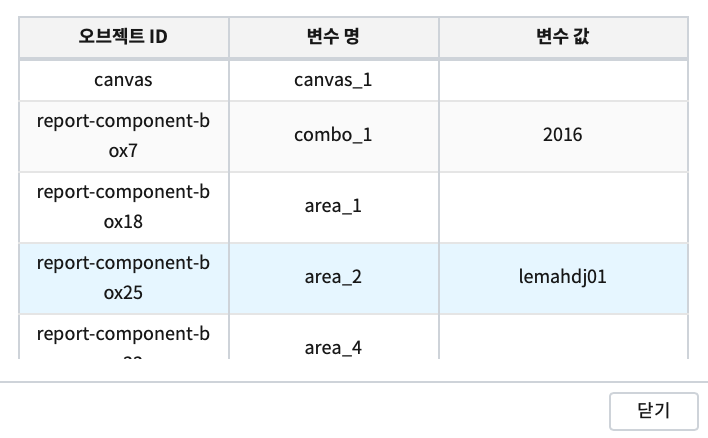 오브젝트 ID 변수 명 변수 값
canvas canvas_1
report-component-b
ox7 combo_1 2016
report-component-b
ox18 area_1
report-component-b
ox25 area_2 lemahdj01
report-component-b
area_4
닫기